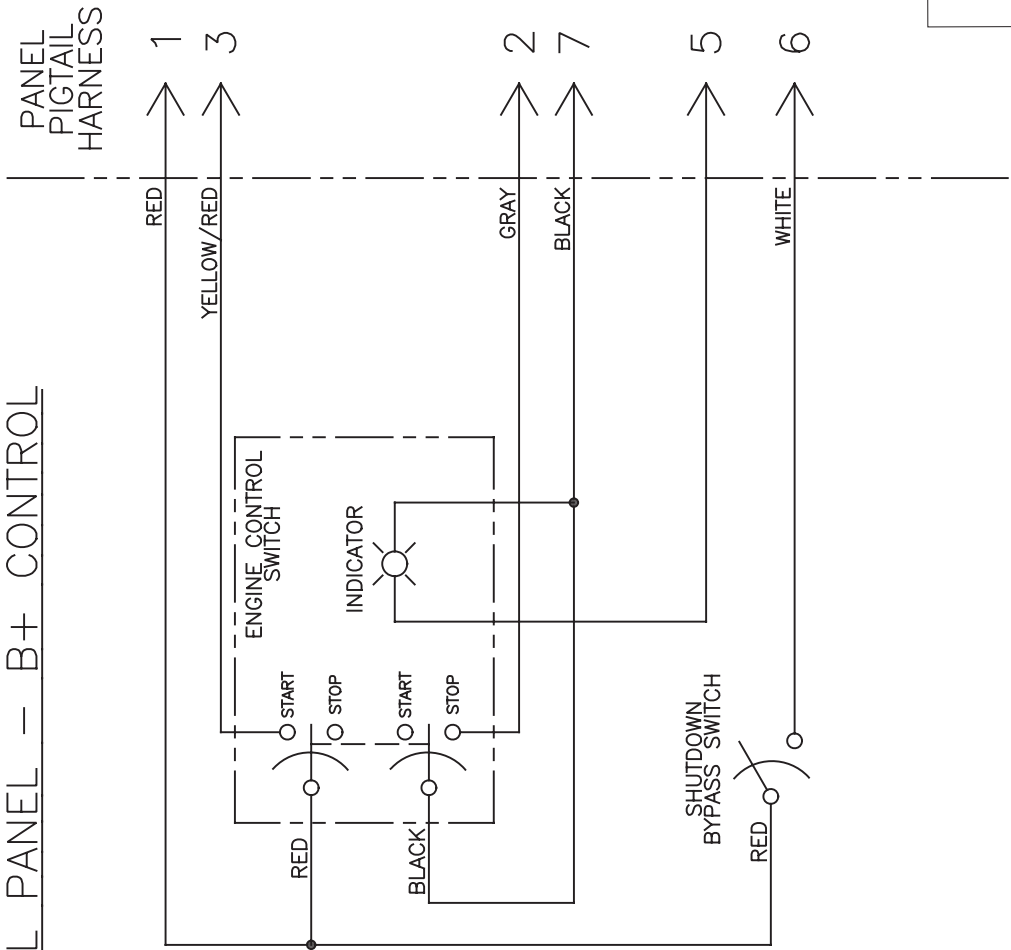 PANEL
PIGTAIL
HARNESS
1
3
2
7
5
6
RED
YELLOW/RED
GRAY
BLACK
WHITE
L PANEL - B+ CONTROL
ENGINE CONTROL
SWITCH
INDICATOR
START
STOP
START
STOP
RED
BLACK
SHUTDOWN
BYPASS SWITCH
RED